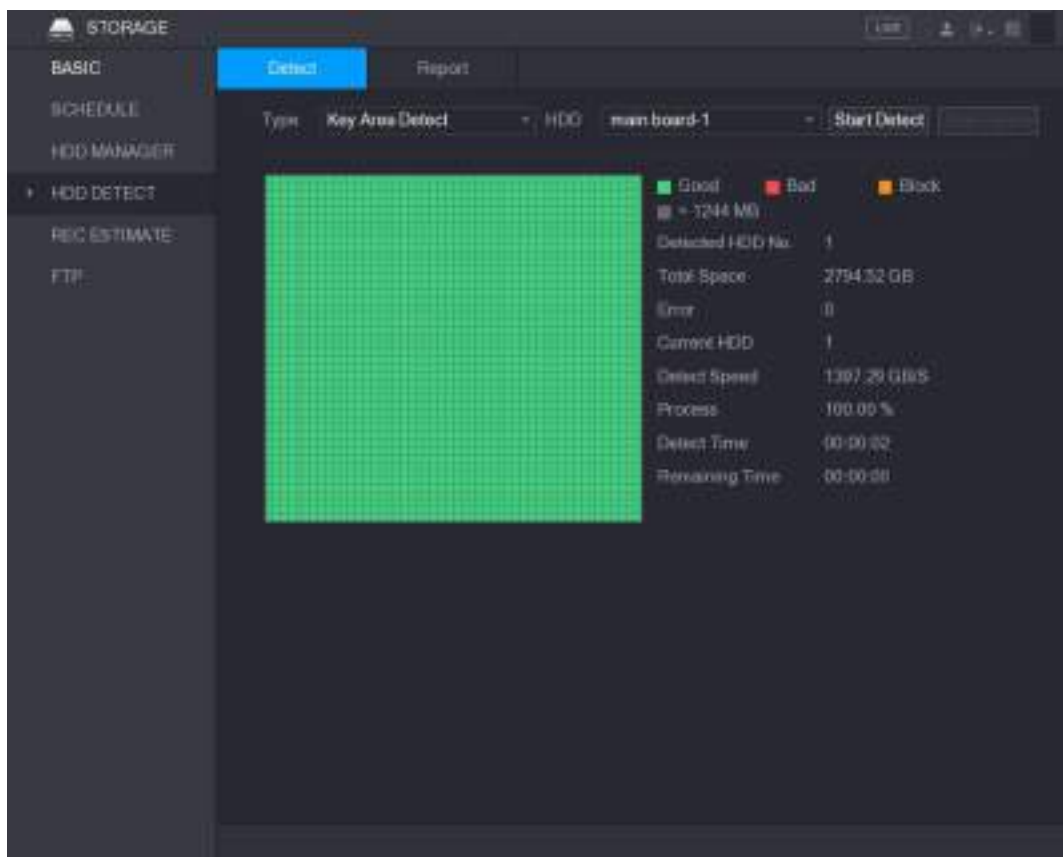 STORAGE
BASIC
SCHEDULE
HDD MANAGER
HDD DETECT
REC ESTIMATE
FTP
Detect Report
Type Key Area Detect HDD main board-1 Start Detect
Good Bad Block
= 1244 MB
Detected HDD No. 1
Total Space 2794.52 GB
Error 0
Current HDD 1
Detect Speed 1397.29 GB/S
Process 100.00 %
Detect Time 00:00:02
Remaining Time 00:00:00